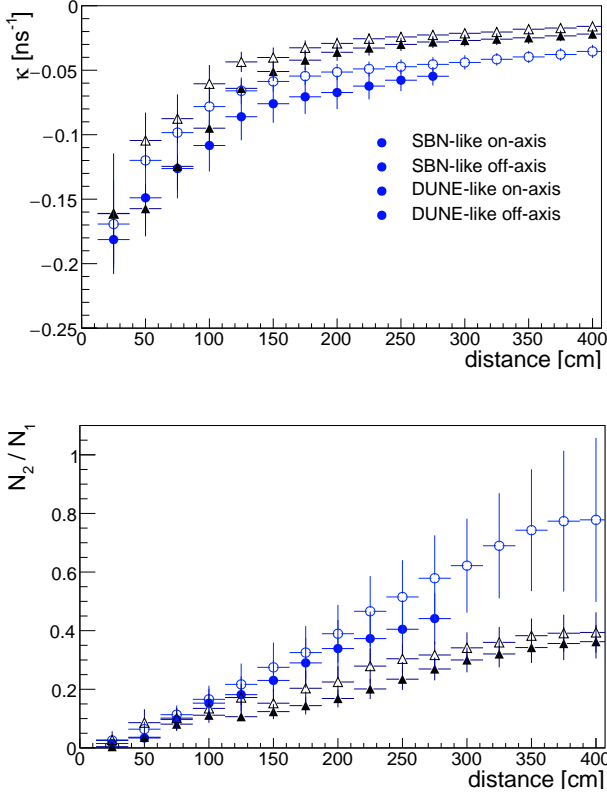 κ [ns⁻¹]
0
−0.05
−0.1
−0.15
−0.2
−0.25
SBN-like on-axis
SBN-like off-axis
DUNE-like on-axis
DUNE-like off-axis
0 50 100 150 200 250 300 350 400
distance [cm]
N₂ / N₁
1
0.8
0.6
0.4
0.2
0
0 50 100 150 200 250 300 350 400
distance [cm]